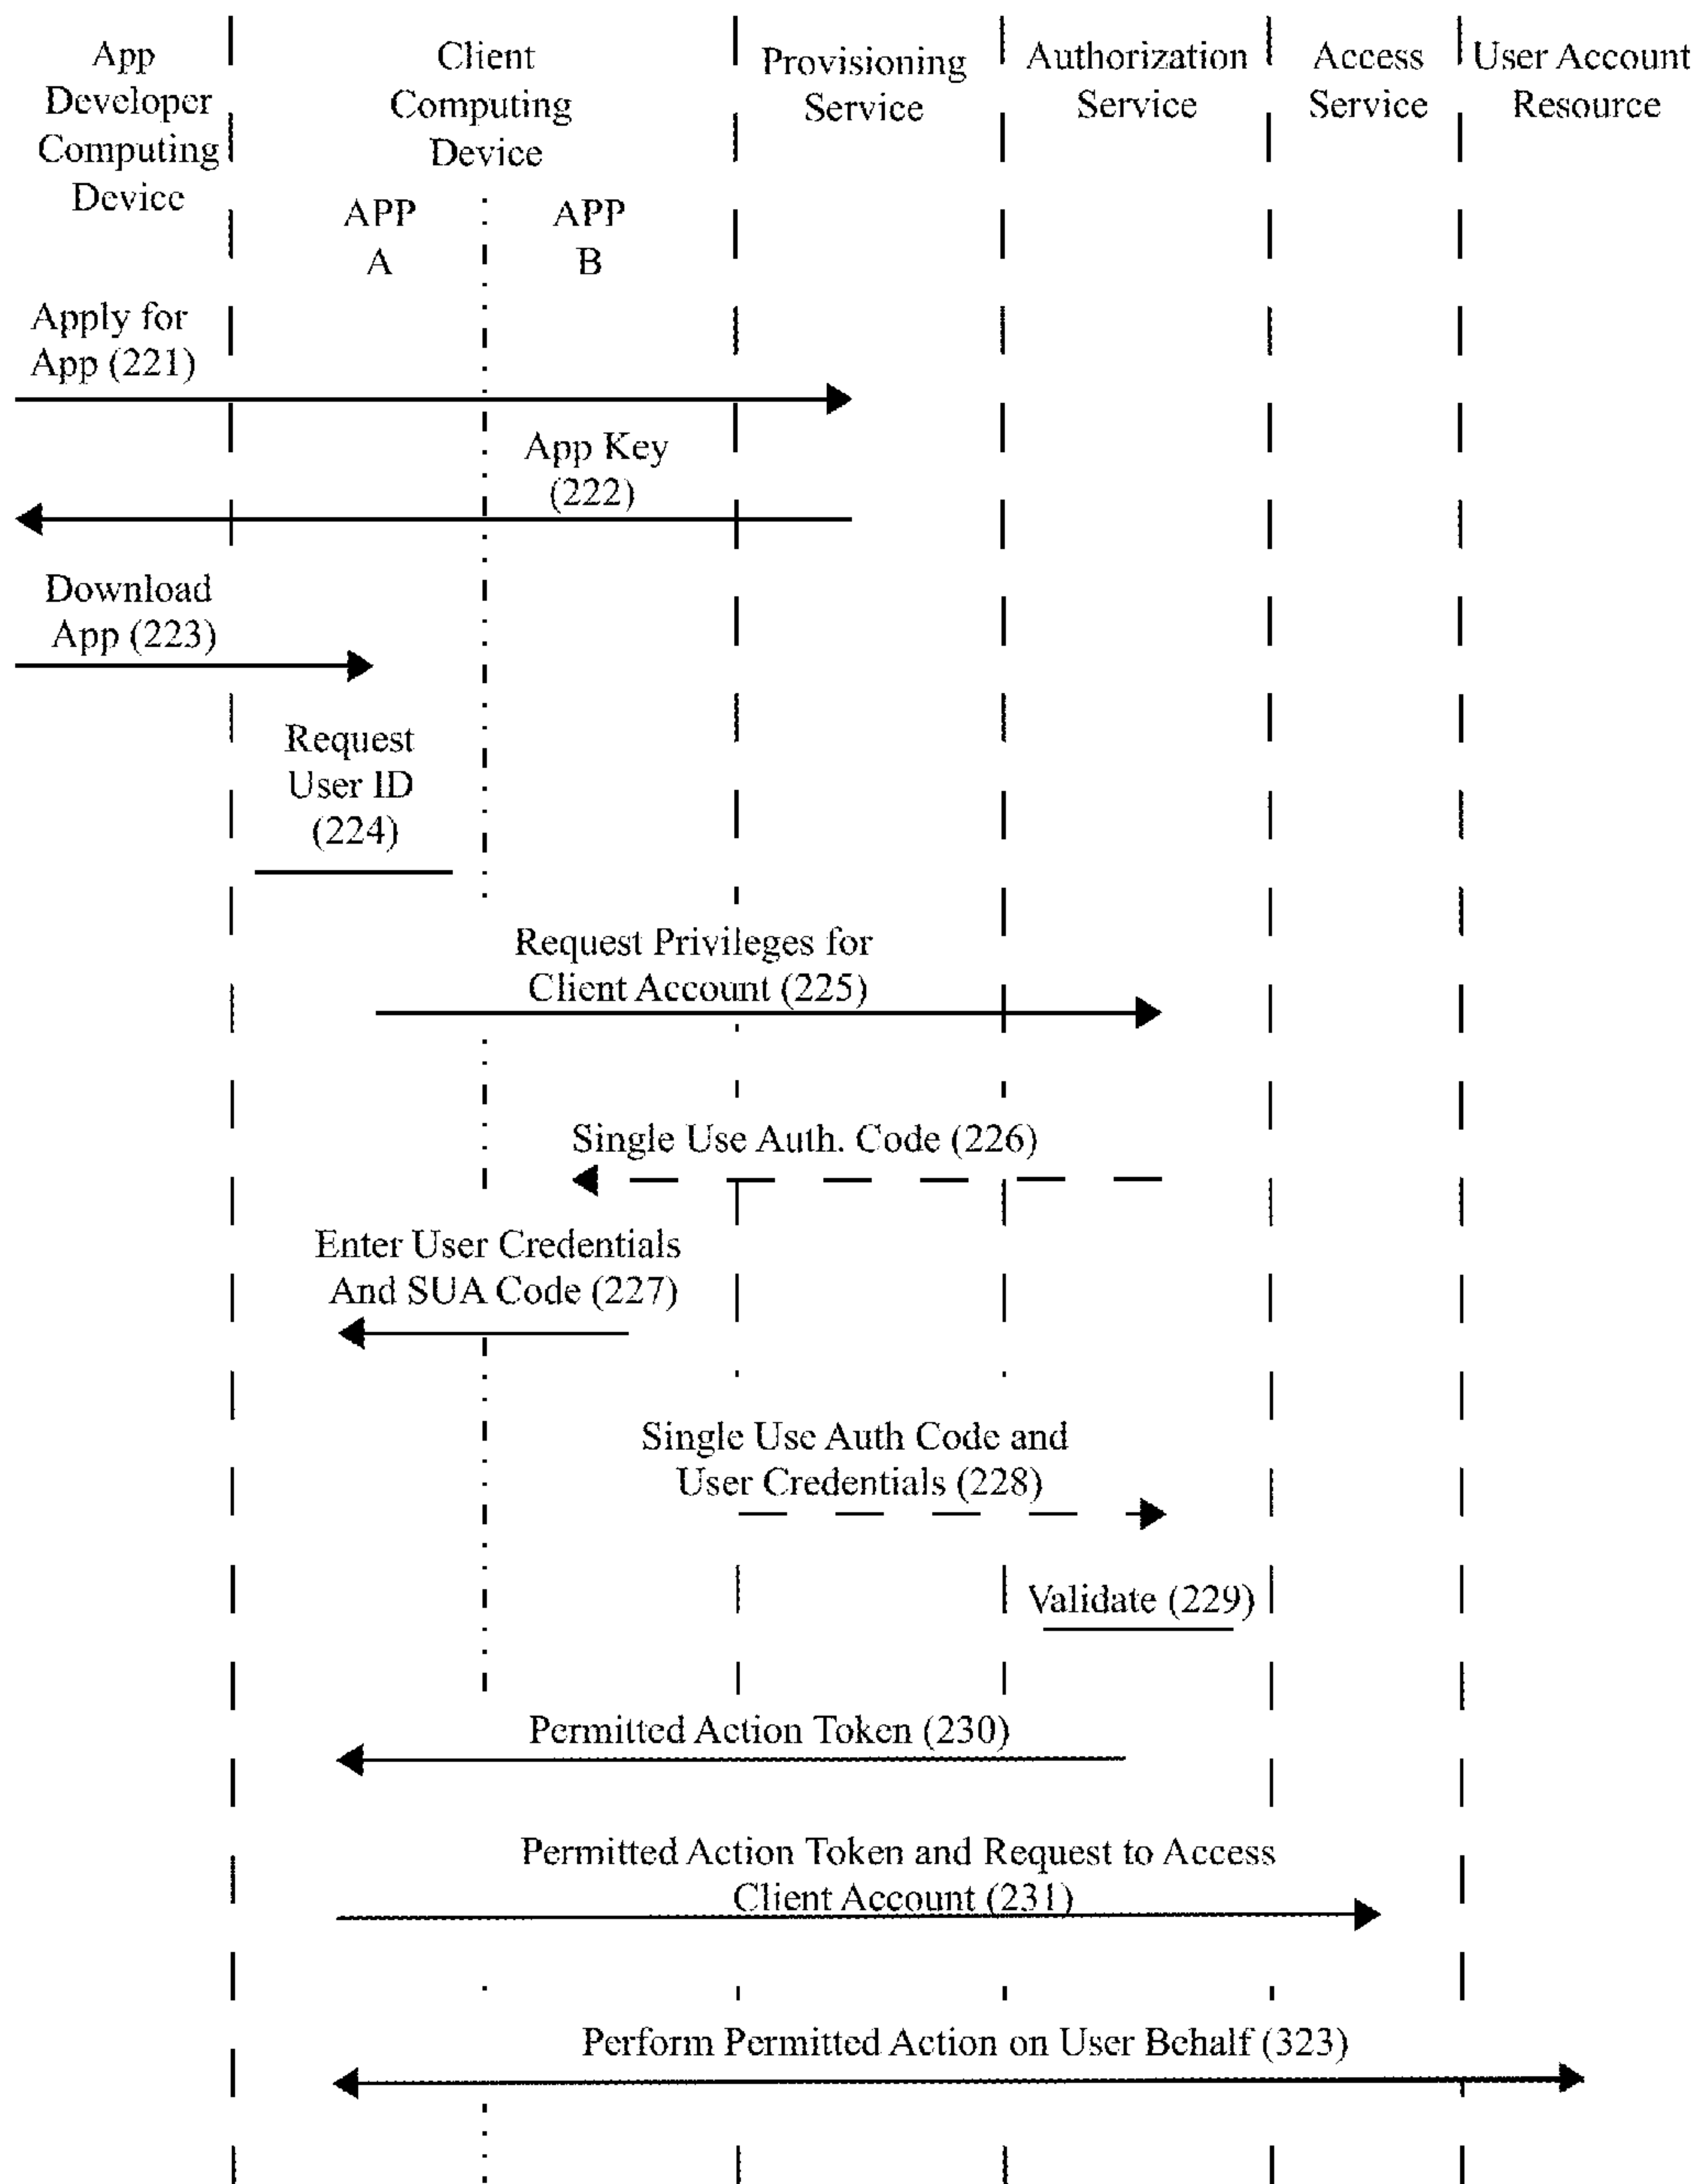 App
Developer
Computing
Device
Client
Computing
Device
Provisioning
Service
Authorization
Service
Access
Service
User Account
Resource
APP
A
APP
B
Apply for
App (221)
App Key
(222)
Download
App (223)
Request
User ID
(224)
Request Privileges for
Client Account (225)
Single Use Auth. Code (226)
Enter User Credentials
And SUA Code (227)
Single Use Auth Code and
User Credentials (228)
Validate (229)
Permitted Action Token (230)
Permitted Action Token and Request to Access
Client Account (231)
Perform Permitted Action on User Behalf (323)